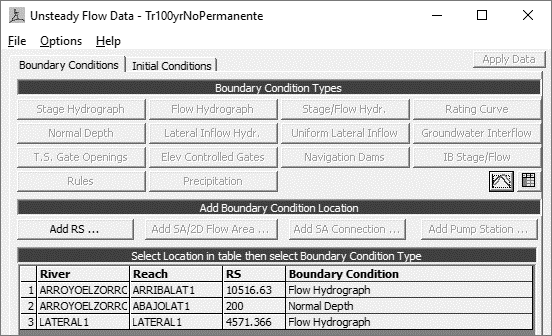 Unsteady Flow Data - Tr100yrNoPermanente
File Options Help
Boundary Conditions Initial Conditions Apply Data
Boundary Condition Types
Stage Hydrograph Flow Hydrograph Stage/Flow Hydr. Rating Curve
Normal Depth Lateral Inflow Hydr. Uniform Lateral Inflow Groundwater Interflow
T.S. Gate Openings Elev Controlled Gates Navigation Dams IB Stage/Flow
Rules Precipitation
Add Boundary Condition Location
Add RS ... Add SA/2D Flow Area ... Add SA Connection ... Add Pump Station ...
Select Location in table then select Boundary Condition Type
River Reach RS Boundary Condition
1 ARROYOELZORRC ARRIBALAT1 10516.63 Flow Hydrograph
2 ARROYOELZORRC ABAJOLAT1 200 Normal Depth
3 LATERAL1 LATERAL1 4571.366 Flow Hydrograph